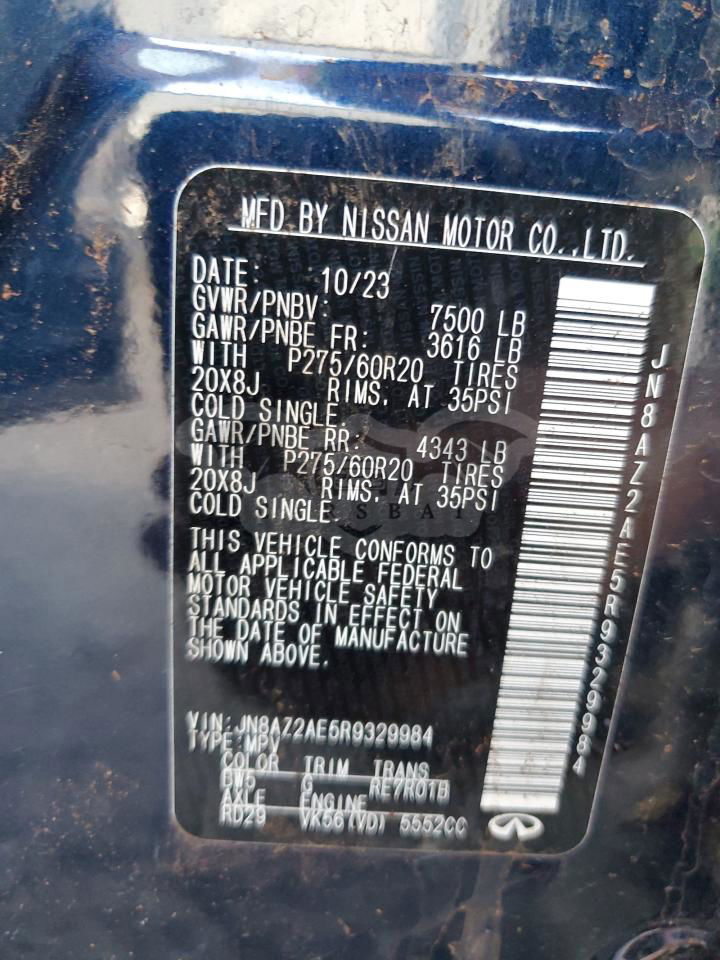 MFD BY NISSAN MOTOR CO.,LTD.
DATE: 10/23
GVWR/PNBV: 7500 LB
GAWR/PNBE FR: 3616 LB
WITH P275/60R20 TIRES
20X8J RIMS, AT 35PSI
COLD SINGLE.
GAWR/PNBE RR: 4343 LB
WITH P275/60R20 TIRES
20X8J RIMS, AT 35PSI
COLD SINGLE.
THIS VEHICLE CONFORMS TO
ALL APPLICABLE FEDERAL
MOTOR VEHICLE SAFETY
STANDARDS IN EFFECT ON
THE DATE OF MANUFACTURE
SHOWN ABOVE.
VIN:JN8AZ2AE5R9329984
TYPE:MPV
COLOR TRIM TRANS
DW5 G RE7R01B
AXLE ENGINE
RD29 VK56(VD) 5552CC
JN8AZ2AE5R9329984